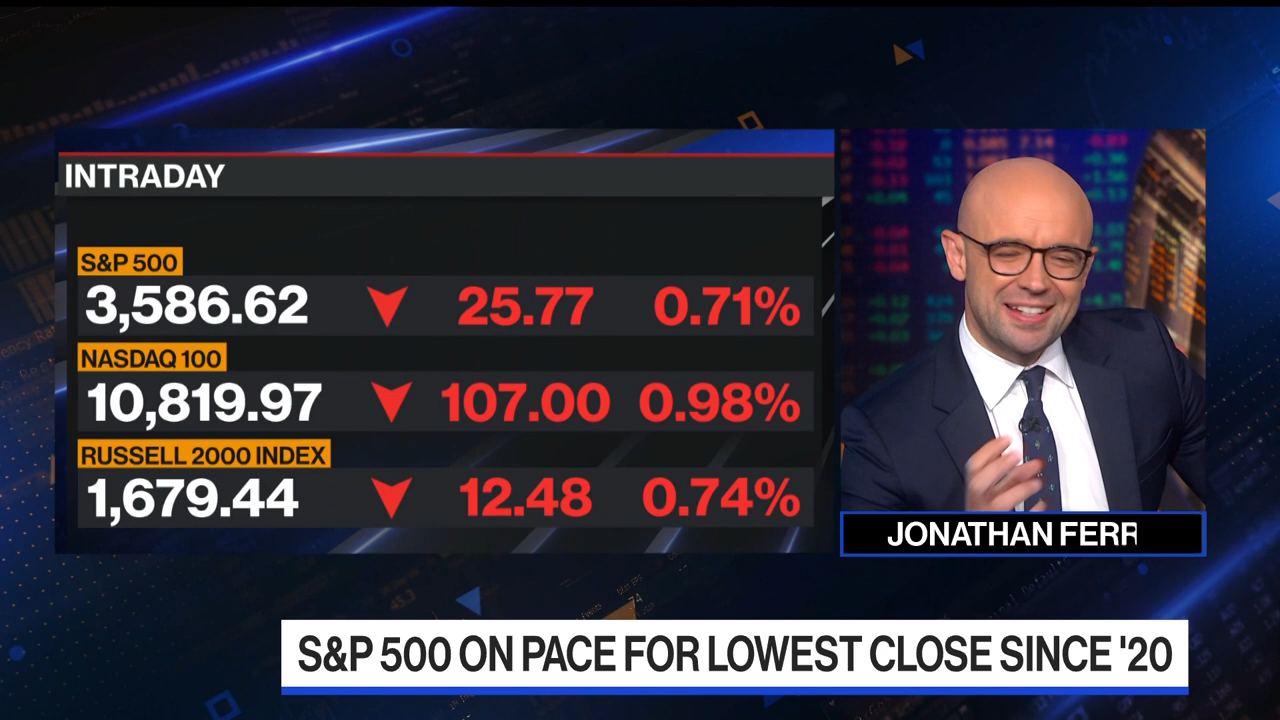 INTRADAY
S&P 500
3,586.62 ▼ 25.77 0.71%
NASDAQ 100
10,819.97 ▼ 107.00 0.98%
RUSSELL 2000 INDEX
1,679.44 ▼ 12.48 0.74%
JONATHAN FERR
S&P 500 ON PACE FOR LOWEST CLOSE SINCE '20